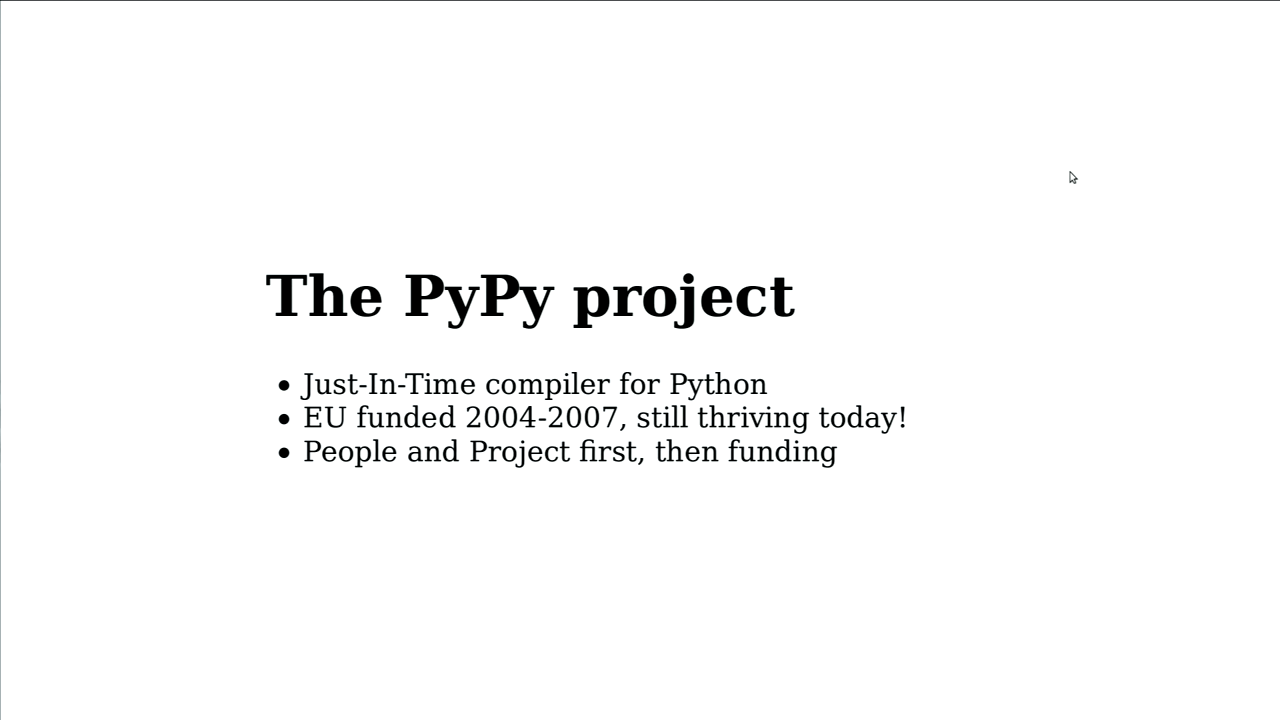 The PyPy project
• Just-In-Time compiler for Python
• EU funded 2004-2007, still thriving today!
• People and Project first, then funding